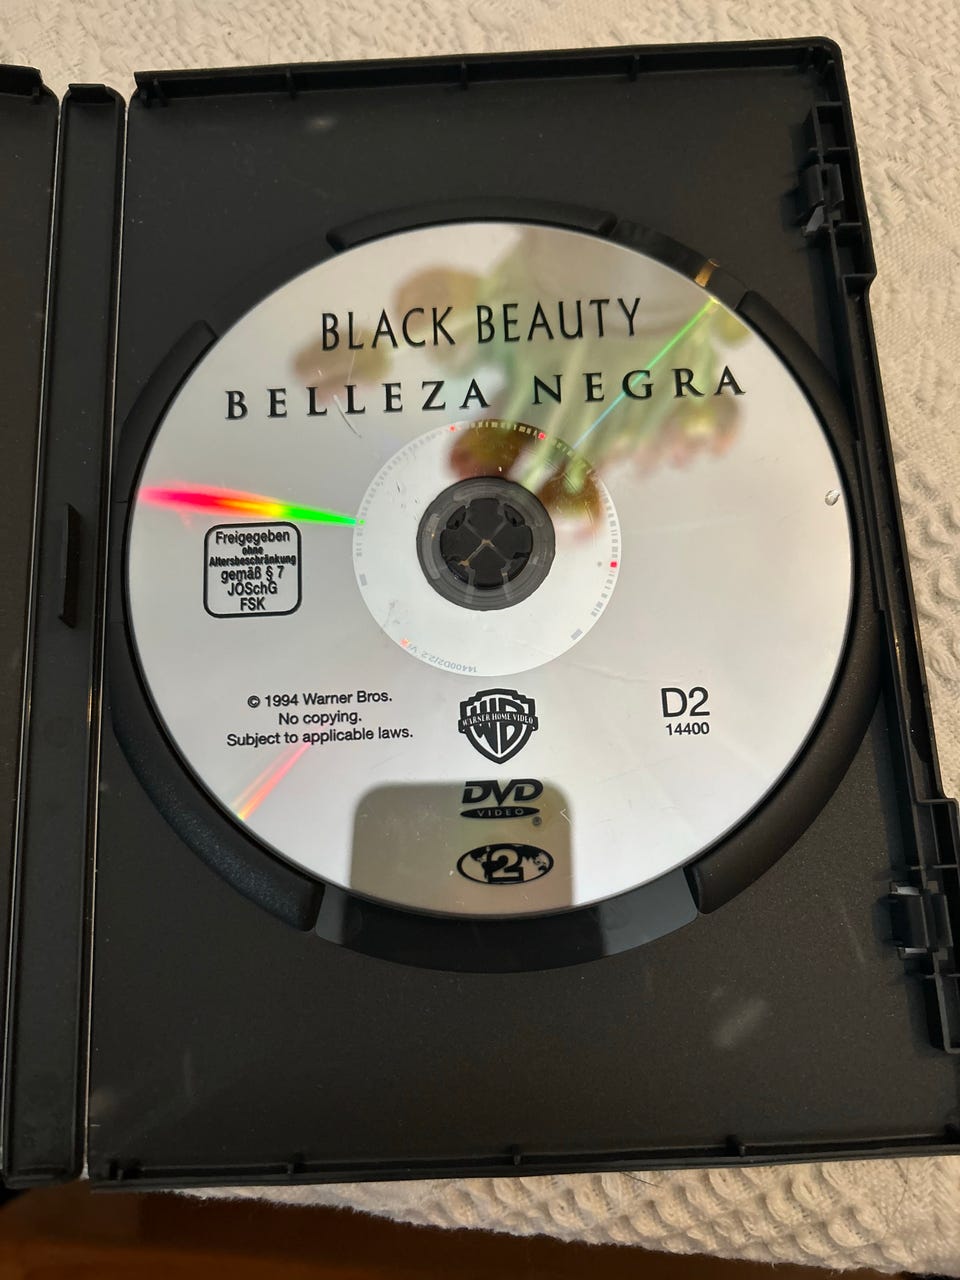 BLACK BEAUTY
BELLEZA NEGRA
Freigegeben
ohne
Altersbeschränkung
gemäß § 7
JÖSchG
FSK
© 1994 Warner Bros.
No copying.
Subject to applicable laws.
WARNER HOME VIDEO
D2
14400
DVD
VIDEO
2